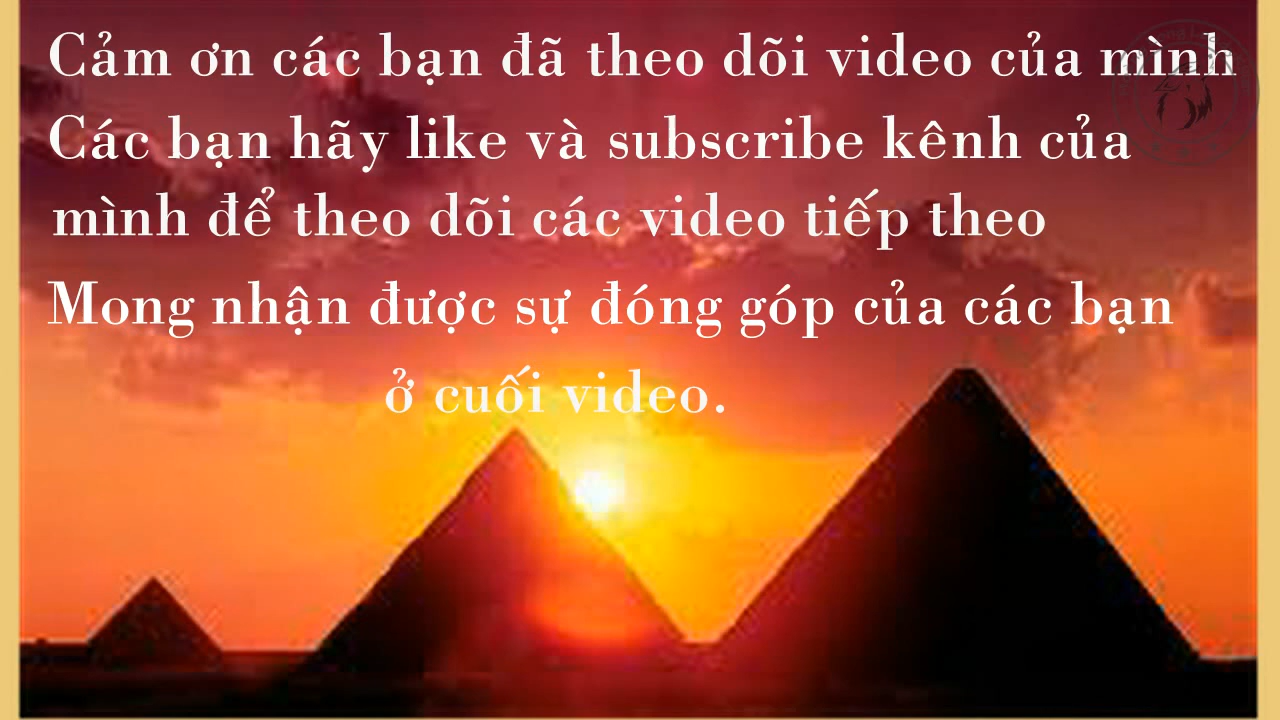 Cảm ơn các bạn đã theo dõi video của mình
Các bạn hãy like và subscribe kênh của
mình để theo dõi các video tiếp theo
Mong nhận được sự đóng góp của các bạn
ở cuối video.